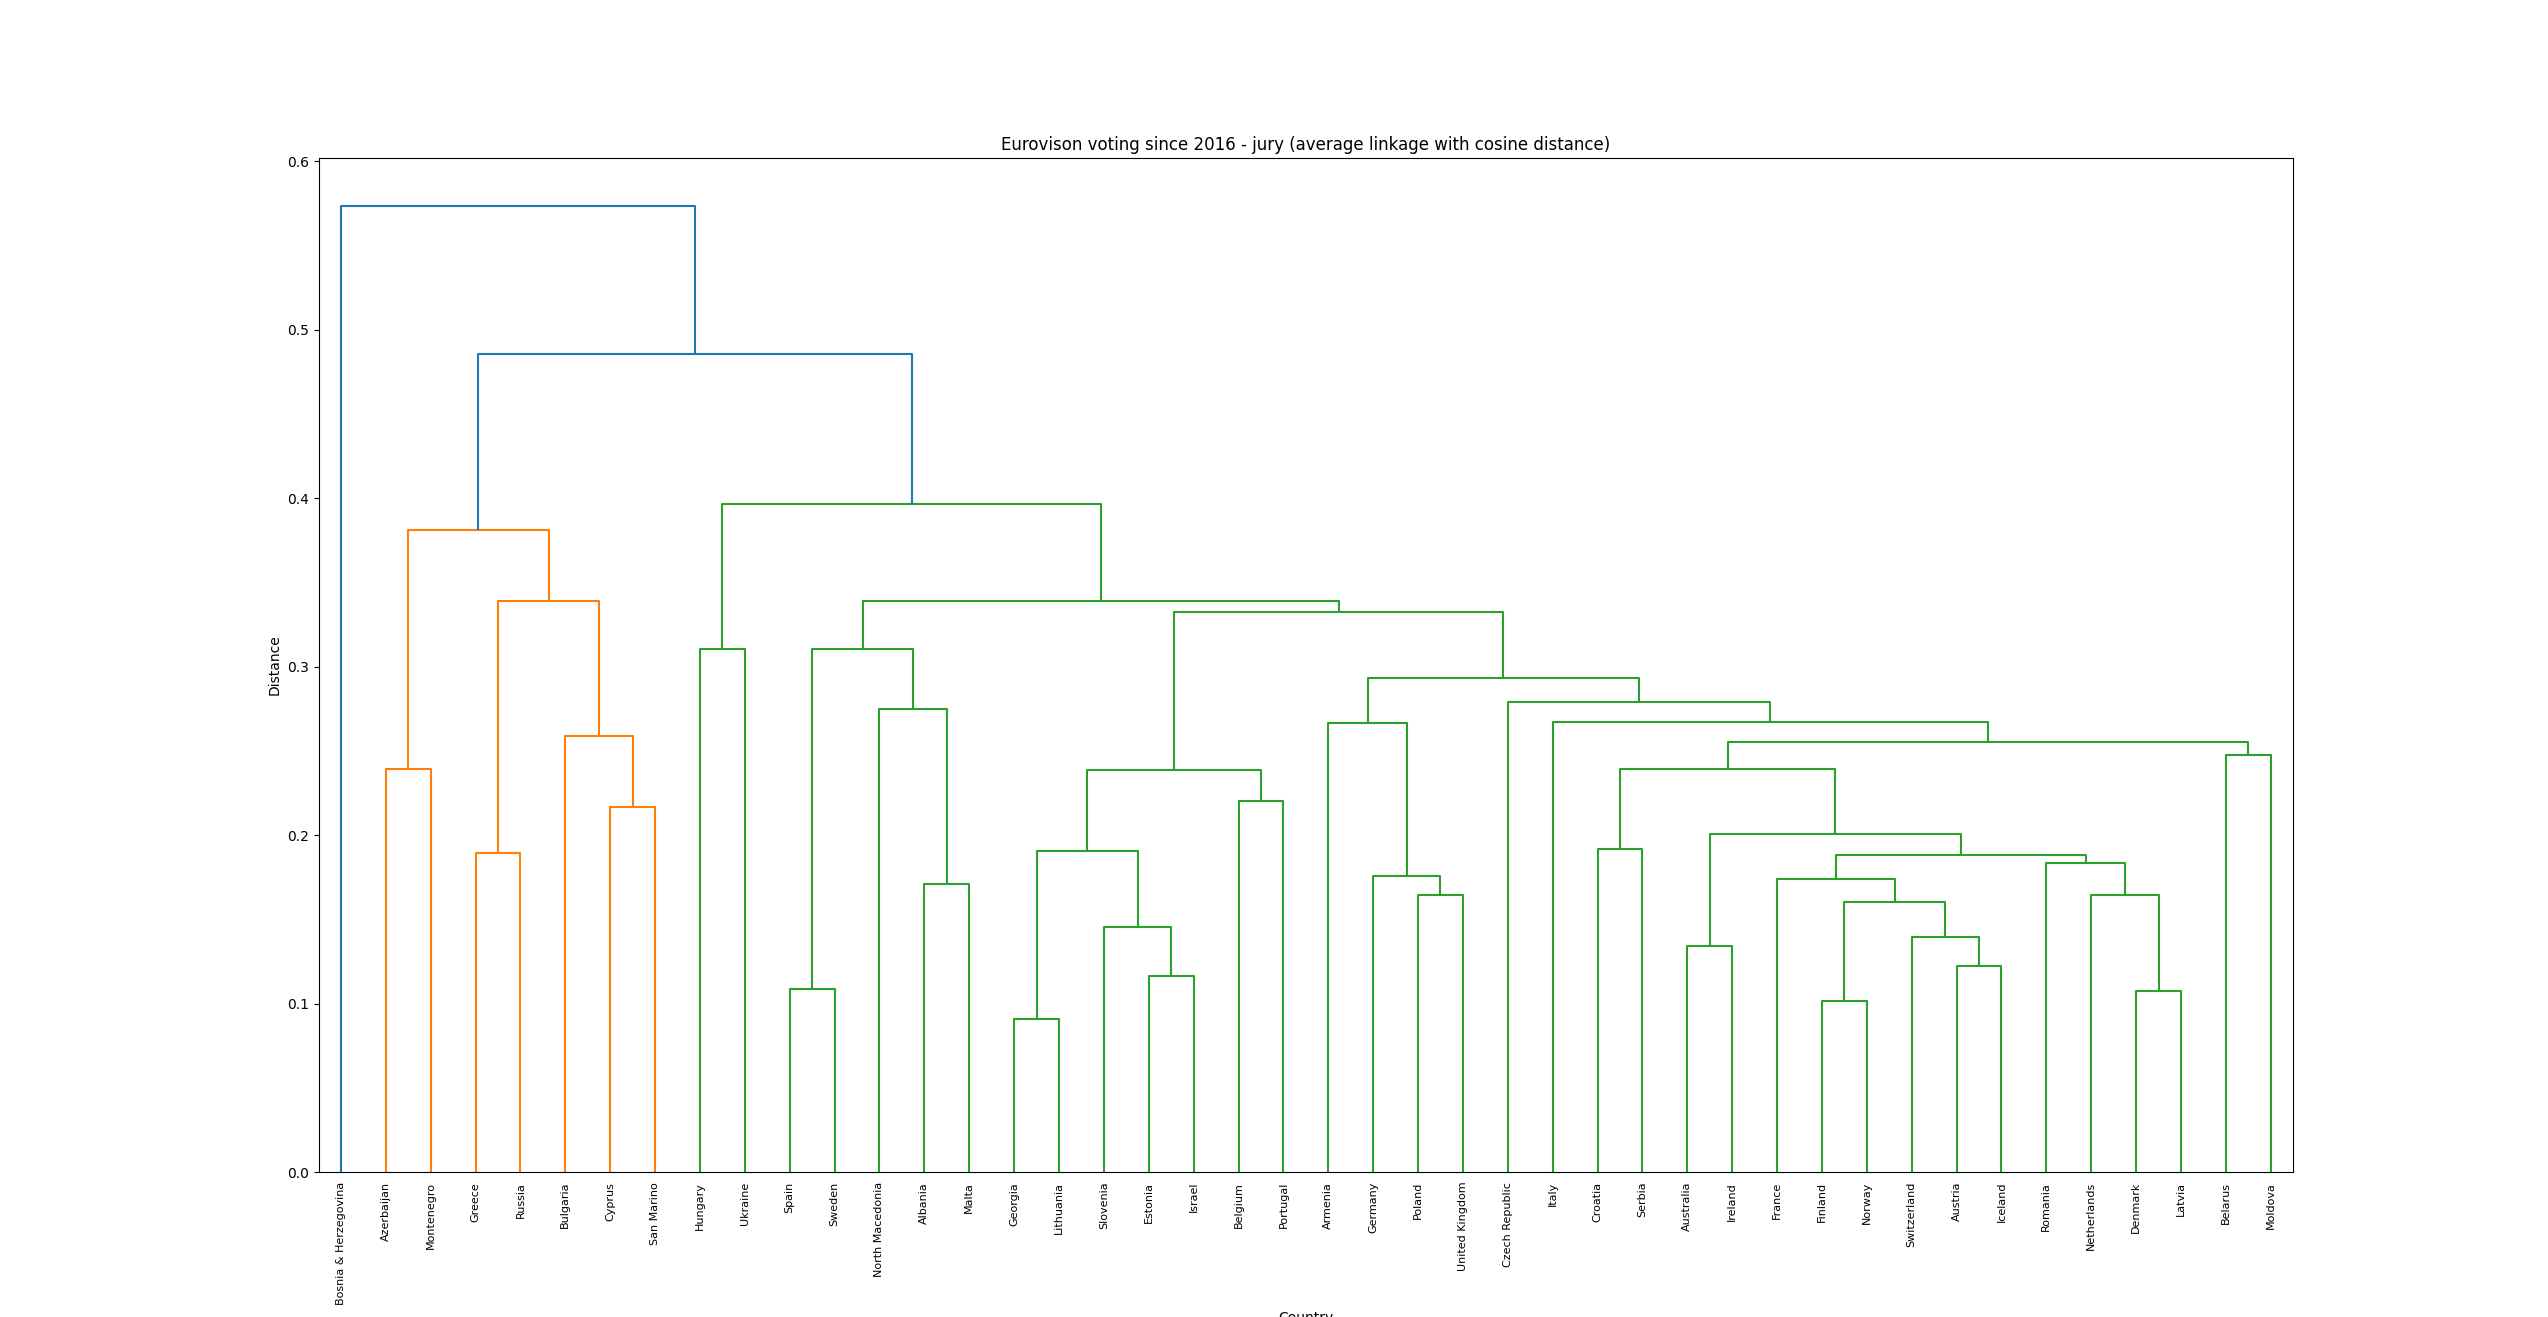 Eurovison voting since 2016 - jury (average linkage with cosine distance)
0.6
0.5
0.4
0.3
0.2
0.1
0.0
Distance
Bosnia & Herzegovina
Azerbaijan
Montenegro
Greece
Russia
Bulgaria
Cyprus
San Marino
Hungary
Ukraine
Spain
Sweden
North Macedonia
Albania
Malta
Georgia
Lithuania
Slovenia
Estonia
Israel
Belgium
Portugal
Armenia
Germany
Poland
United Kingdom
Czech Republic
Italy
Croatia
Serbia
Australia
Ireland
France
Finland
Norway
Switzerland
Austria
Iceland
Romania
Netherlands
Denmark
Latvia
Belarus
Moldova
Country